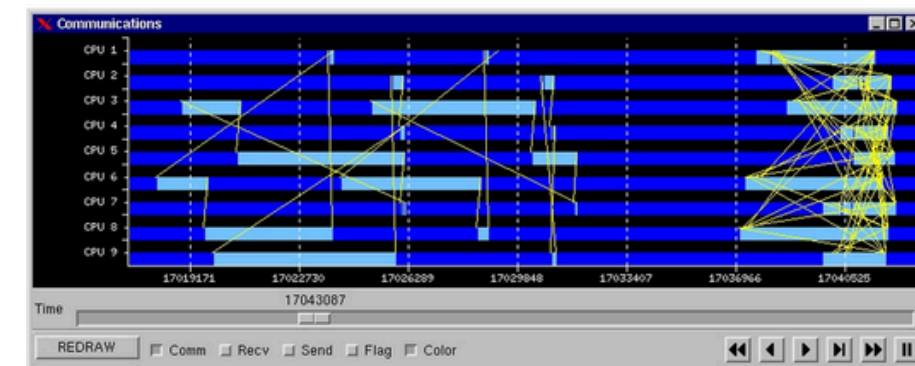 Communications
CPU 1
CPU 2
CPU 3
CPU 4
CPU 5
CPU 6
CPU 7
CPU 8
CPU 9
17019171 17022730 17026289 17029848 17033407 17036966 17040525
17043087
Time
REDRAW Comm Recv Send Flag Color